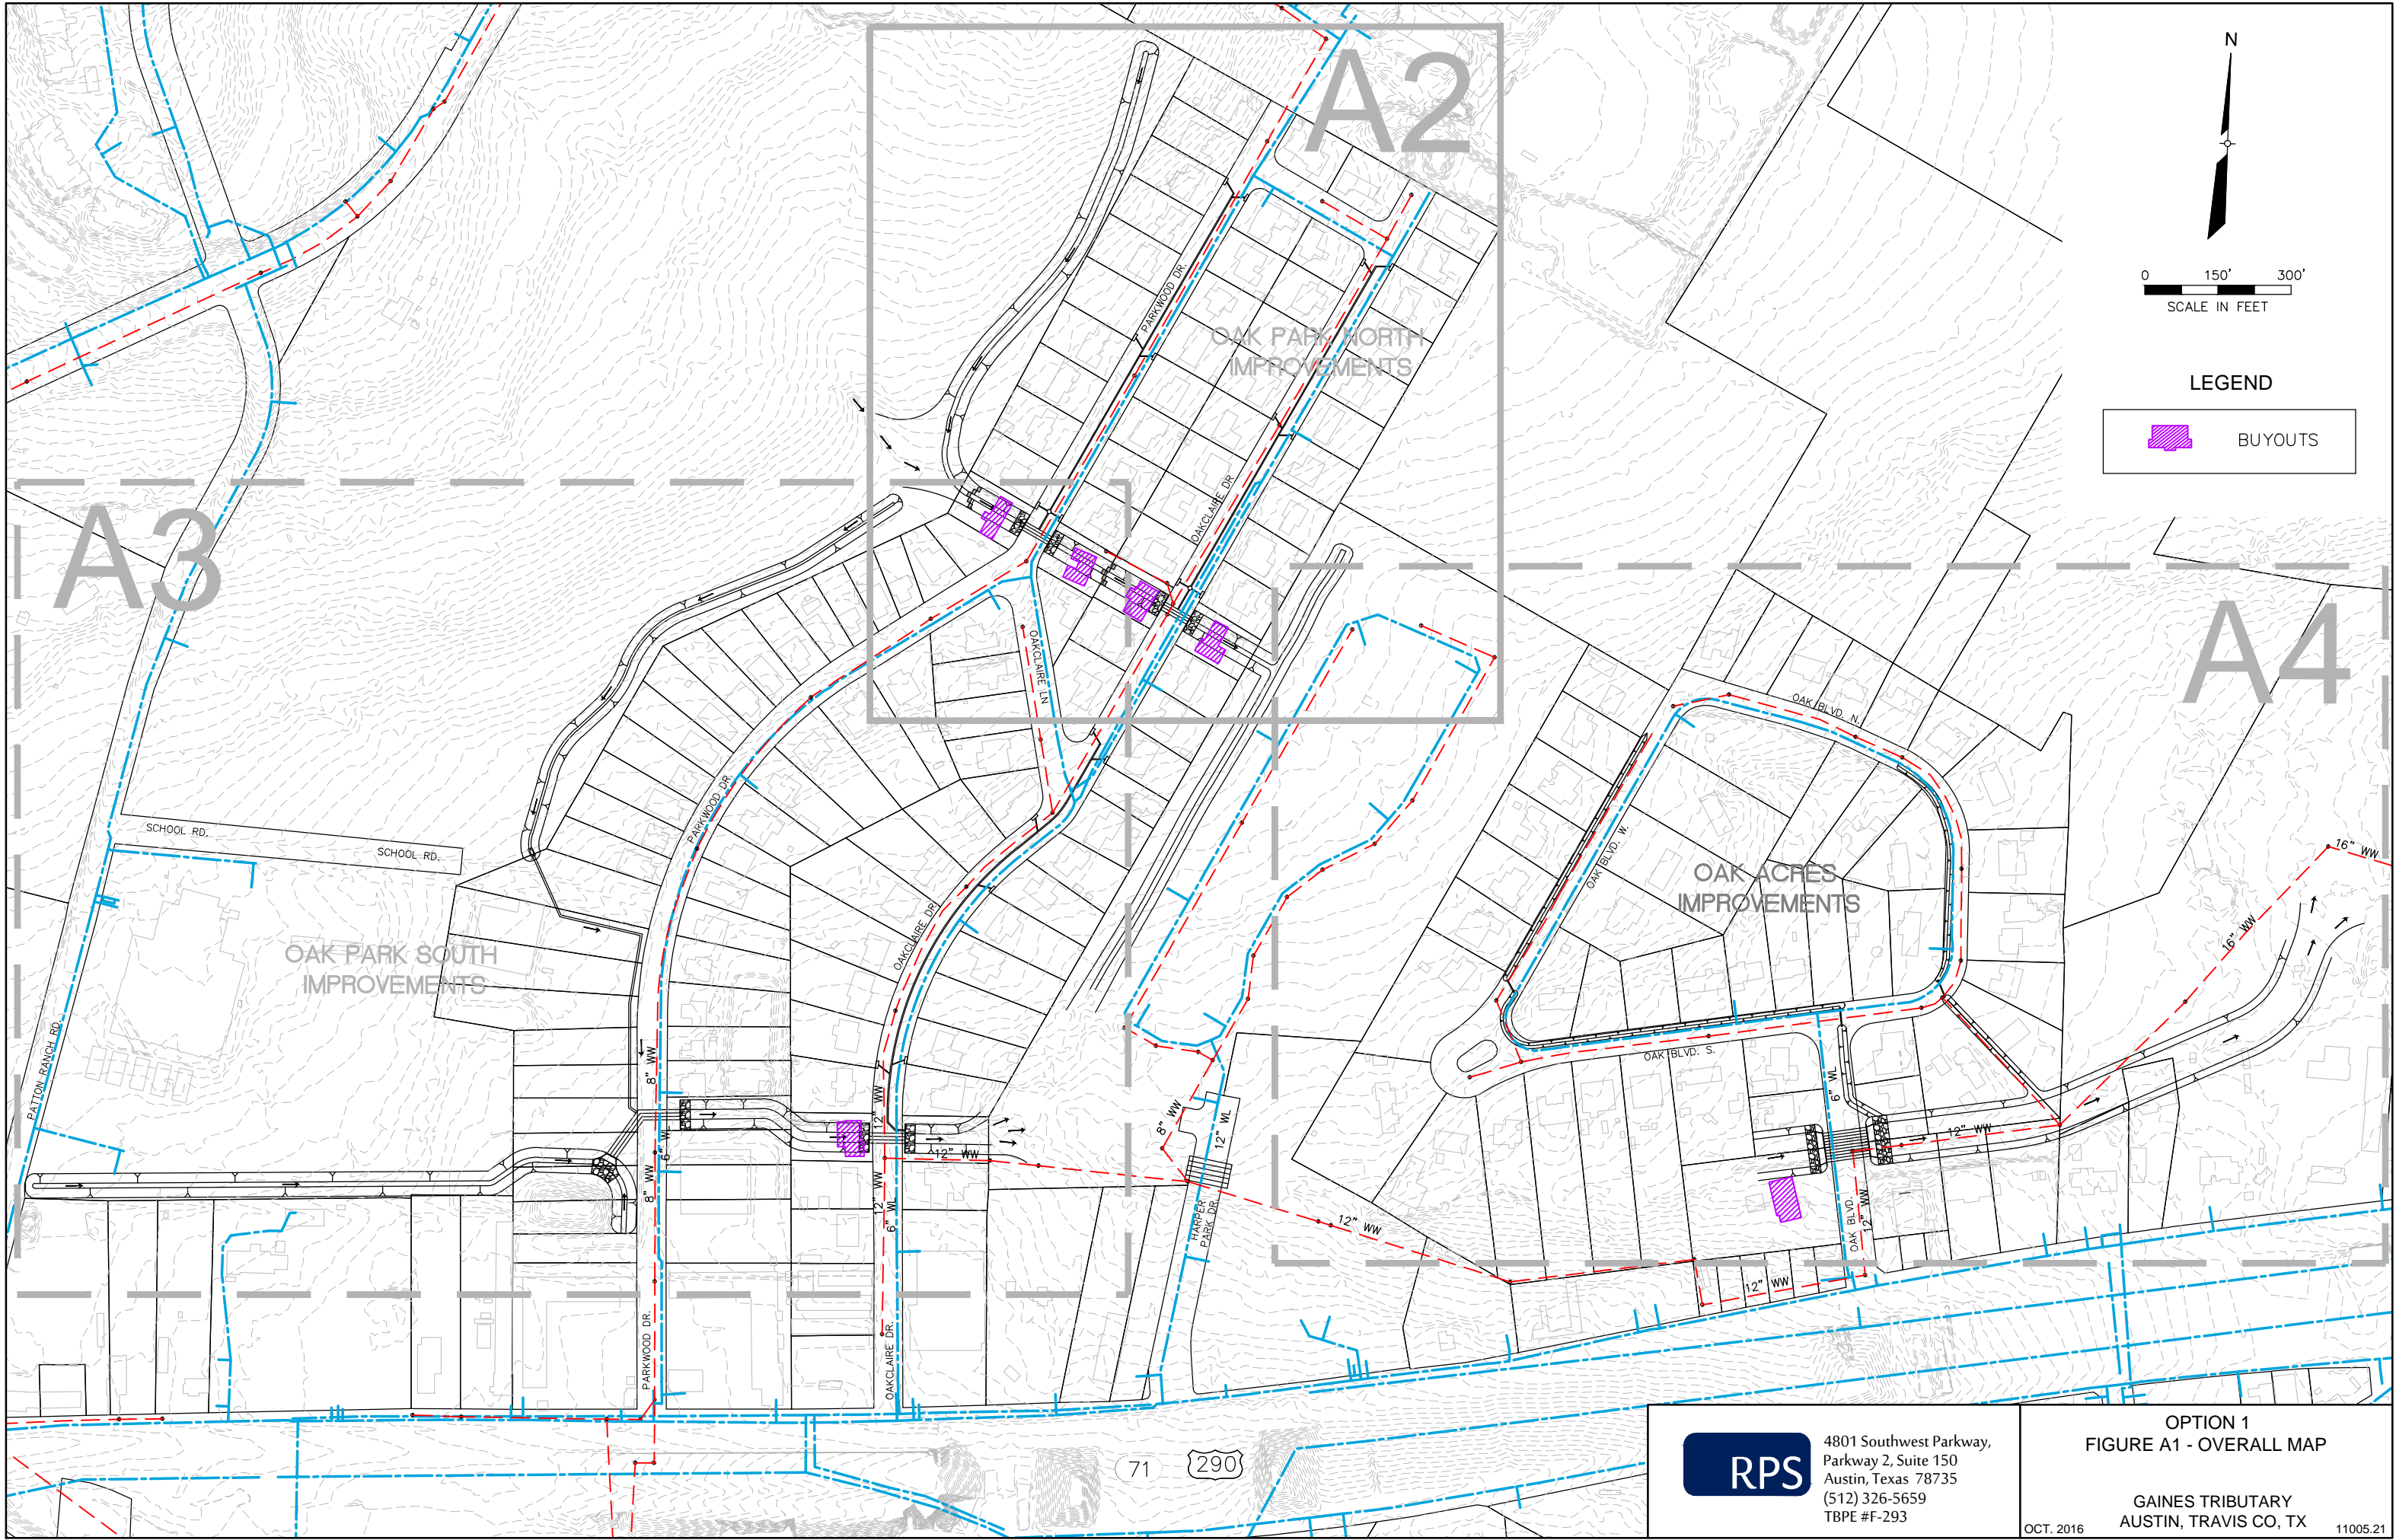 A2
N
0 150' 300'
SCALE IN FEET
LEGEND
BUYOUTS
PARKWOOD DR.
OAK PARK NORTH
IMPROVEMENTS
OAKCLAIRE DR
A3
A4
OAKCLAIRE LN
OAK BLVD. N.
PARKWOOD DR.
SCHOOL RD.
SCHOOL RD.
OAK BLVD. W.
OAK ACRES
IMPROVEMENTS
16" WW
16" WW
OAKCLAIRE DR.
OAK PARK SOUTH
IMPROVEMENTS
PATTON RANCH RD.
8" WW
12" WW
OAK BLVD. S.
6" WL
8" WW
12" WL
12" WW
6" WL
12" WW
8" WW
12" WW
6" WL
HARPER
PARK DR.
12" WW
OAK BLVD.
12" WW
12" WW
PARKWOOD DR.
OAKCLAIRE DR.
71
290
RPS
4801 Southwest Parkway,
Parkway 2, Suite 150
Austin, Texas 78735
(512) 326-5659
TBPE #F-293
OPTION 1
FIGURE A1 - OVERALL MAP
GAINES TRIBUTARY
AUSTIN, TRAVIS CO, TX
OCT. 2016
11005.21